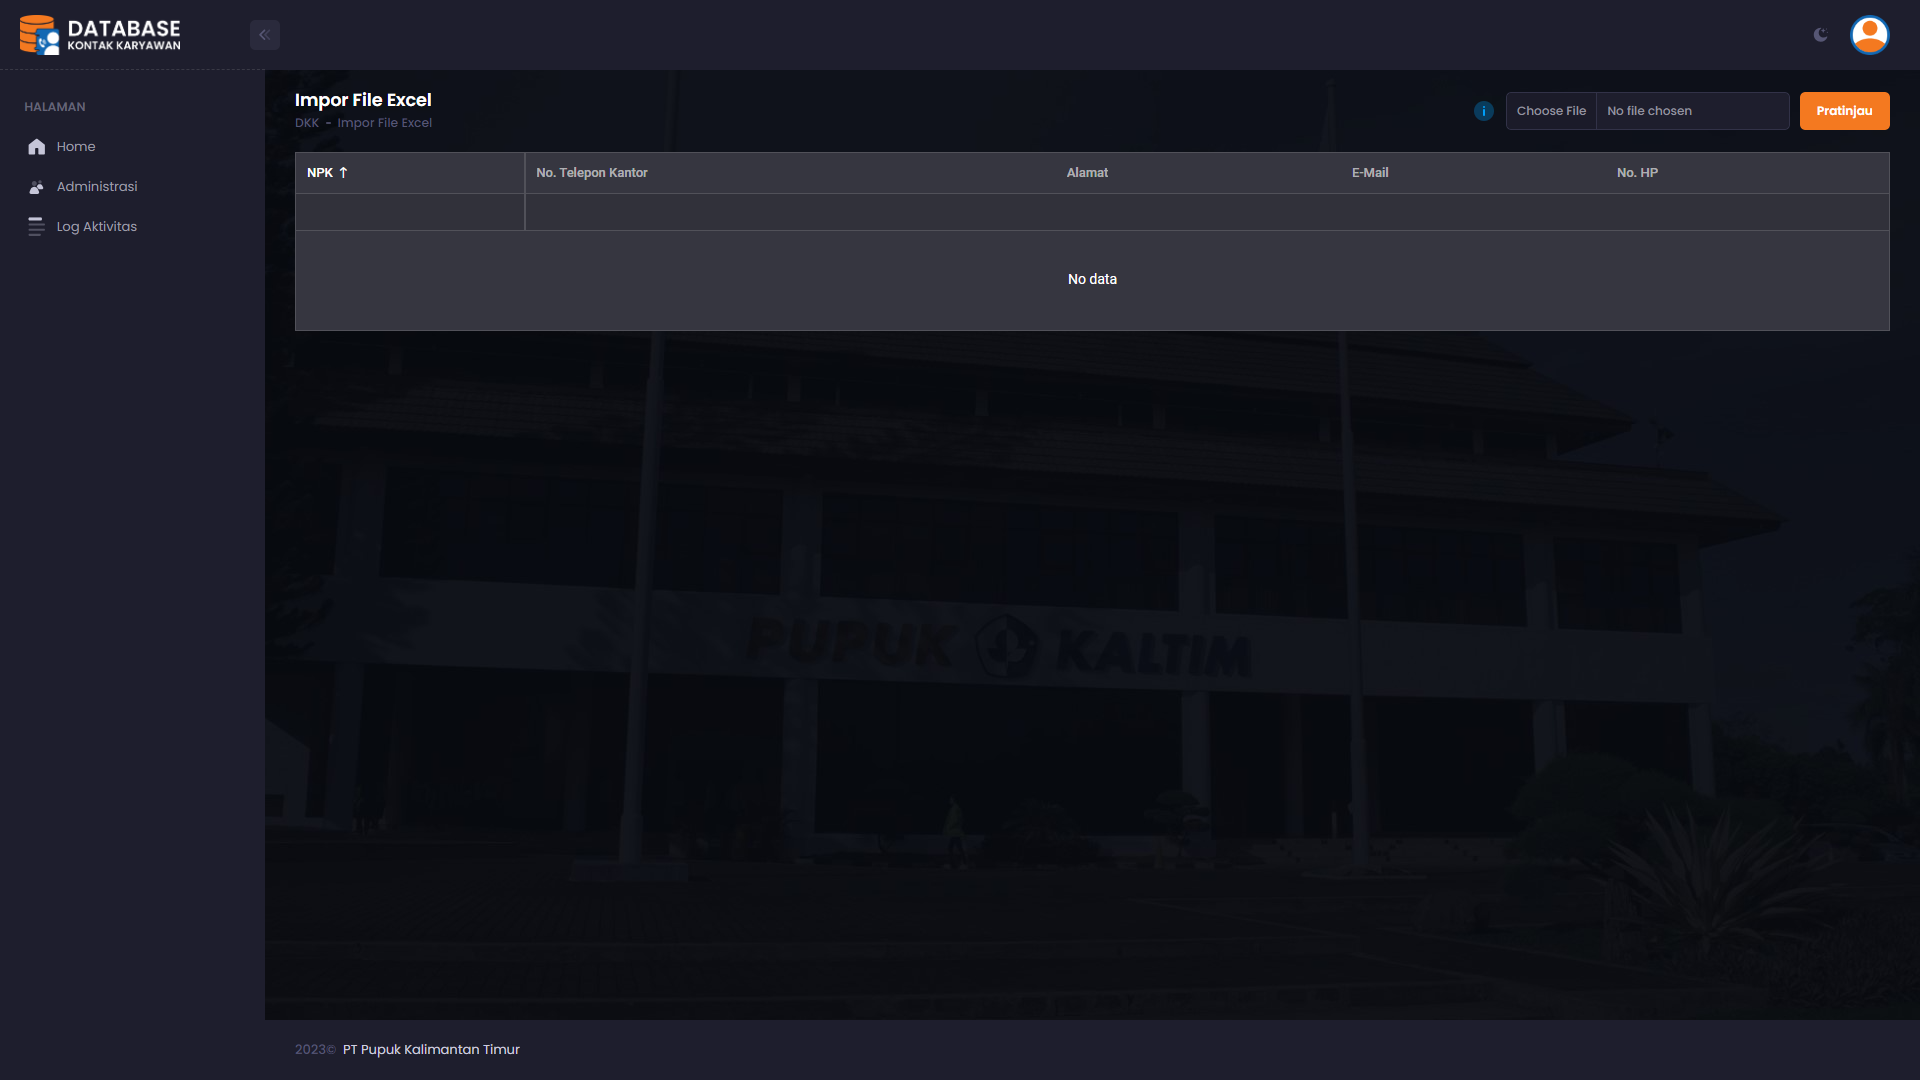 DATABASE
KONTAK KARYAWAN
HALAMAN
Home
Administrasi
Log Aktivitas
Impor File Excel
DKK - Impor File Excel
i
Choose File No file chosen
Pratinjau
NPK ↑ No. Telepon Kantor Alamat E-Mail No. HP
No data
PUPUK KALTIM
2023© PT Pupuk Kalimantan Timur